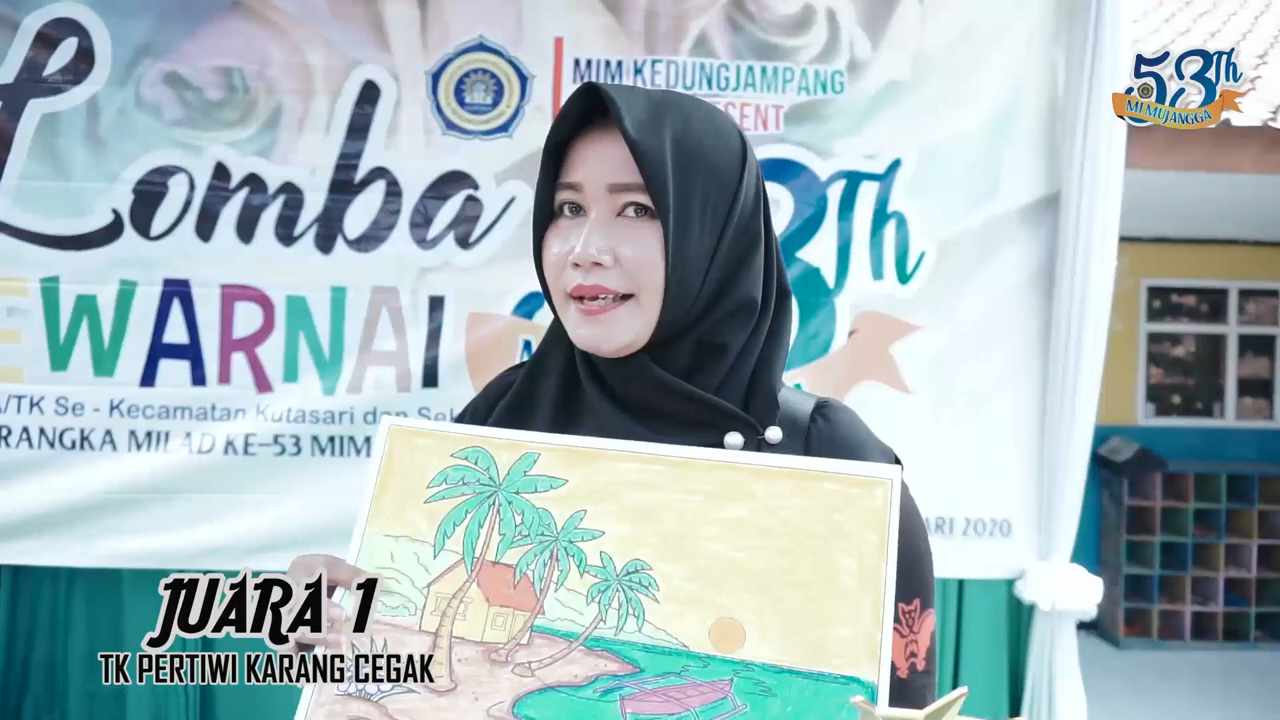 Lomba
EWARNAI
MIM KEDUNGJAMPANG
53Th
MI MUJANGGA
/TK Se - Kecamatan Kutasari dan Sek
RANGKA MILAD KE-53 MIM
ARI 2020
JUARA 1
TK PERTIWI KARANG CEGAK